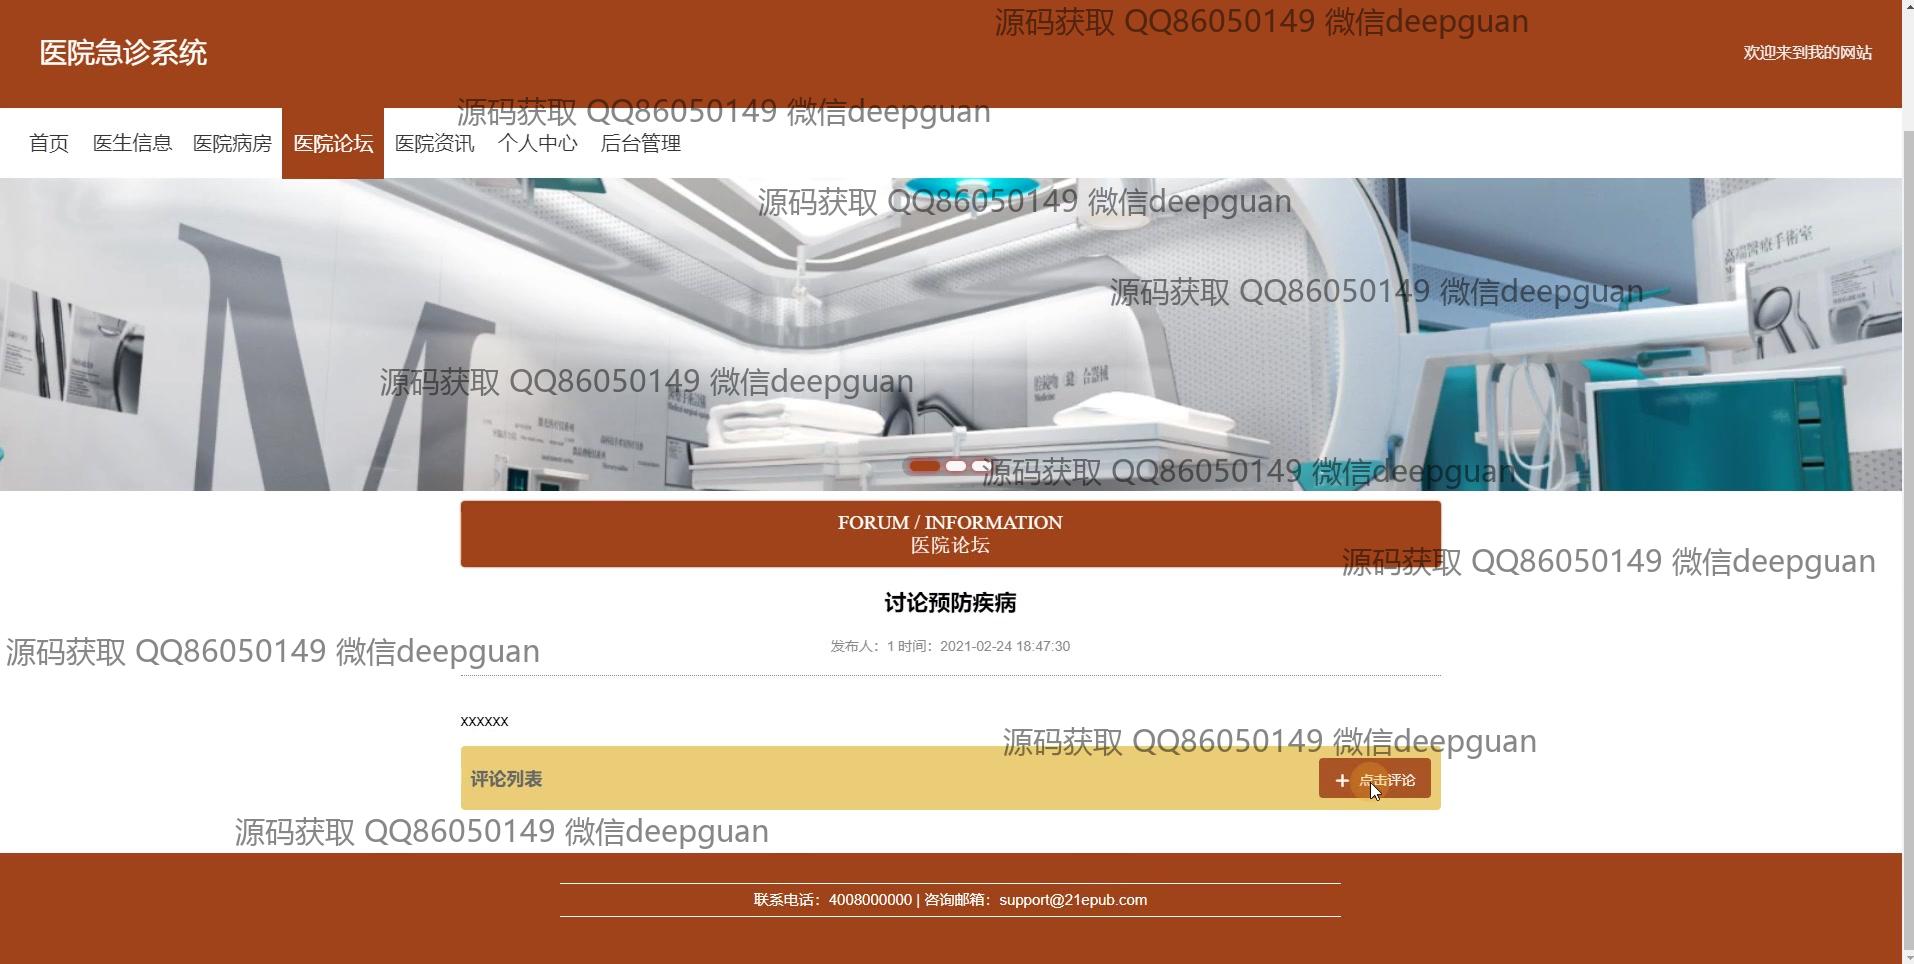 源码获取 QQ86050149 微信deepguan
医院急诊系统
欢迎来到我的网站
源码获取 QQ86050149 微信deepguan
首页 医生信息 医院病房 医院论坛 医院资讯 个人中心 后台管理
源码获取 QQ86050149 微信deepguan
高端醫療手術室
源码获取 QQ86050149 微信deepguan
源码获取 QQ86050149 微信deepguan
源码获取 QQ86050149 微信deepguan
FORUM / INFORMATION
医院论坛
源码获取 QQ86050149 微信deepguan
讨论预防疾病
发布人：1 时间：2021-02-24 18:47:30
源码获取 QQ86050149 微信deepguan
xxxxxx
源码获取 QQ86050149 微信deepguan
评论列表
+ 点击评论
源码获取 QQ86050149 微信deepguan
联系电话：4008000000 | 咨询邮箱：support@21epub.com